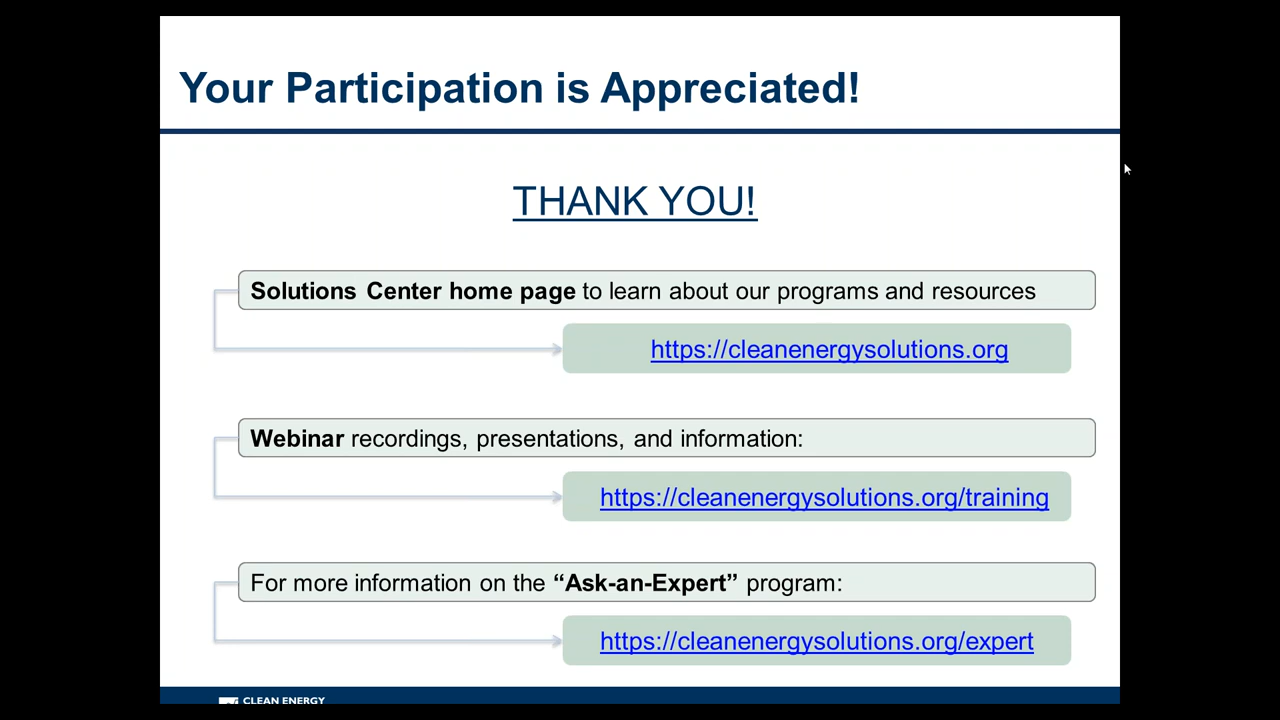 Your Participation is Appreciated!
THANK YOU!
Solutions Center home page to learn about our programs and resources
https://cleanenergysolutions.org
Webinar recordings, presentations, and information:
https://cleanenergysolutions.org/training
For more information on the “Ask-an-Expert” program:
https://cleanenergysolutions.org/expert
CLEAN ENERGY